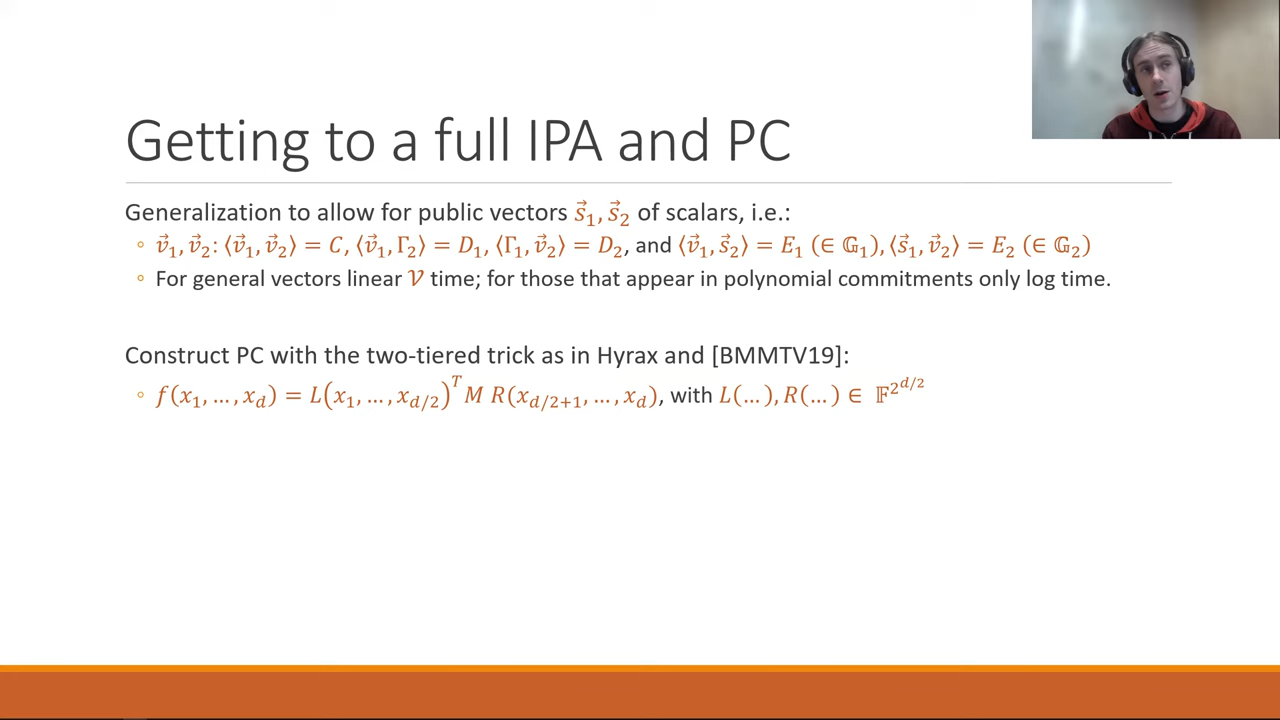 Getting to a full IPA and PC
Generalization to allow for public vectors s⃗₁, s⃗₂ of scalars, i.e.:
◦ v⃗₁, v⃗₂: ⟨v⃗₁, v⃗₂⟩ = C, ⟨v⃗₁, Γ₂⟩ = D₁, ⟨Γ₁, v⃗₂⟩ = D₂, and ⟨v⃗₁, s⃗₂⟩ = E₁ (∈ 𝔾₁), ⟨s⃗₁, v⃗₂⟩ = E₂ (∈ 𝔾₂)
◦ For general vectors linear 𝒱 time; for those that appear in polynomial commitments only log time.
Construct PC with the two-tiered trick as in Hyrax and [BMMTV19]:
◦ f(x₁, …, x_d) = L(x₁, …, x_{d/2})^T M R(x_{d/2+1}, …, x_d), with L(…), R(…) ∈ 𝔽^{2^{d/2}}